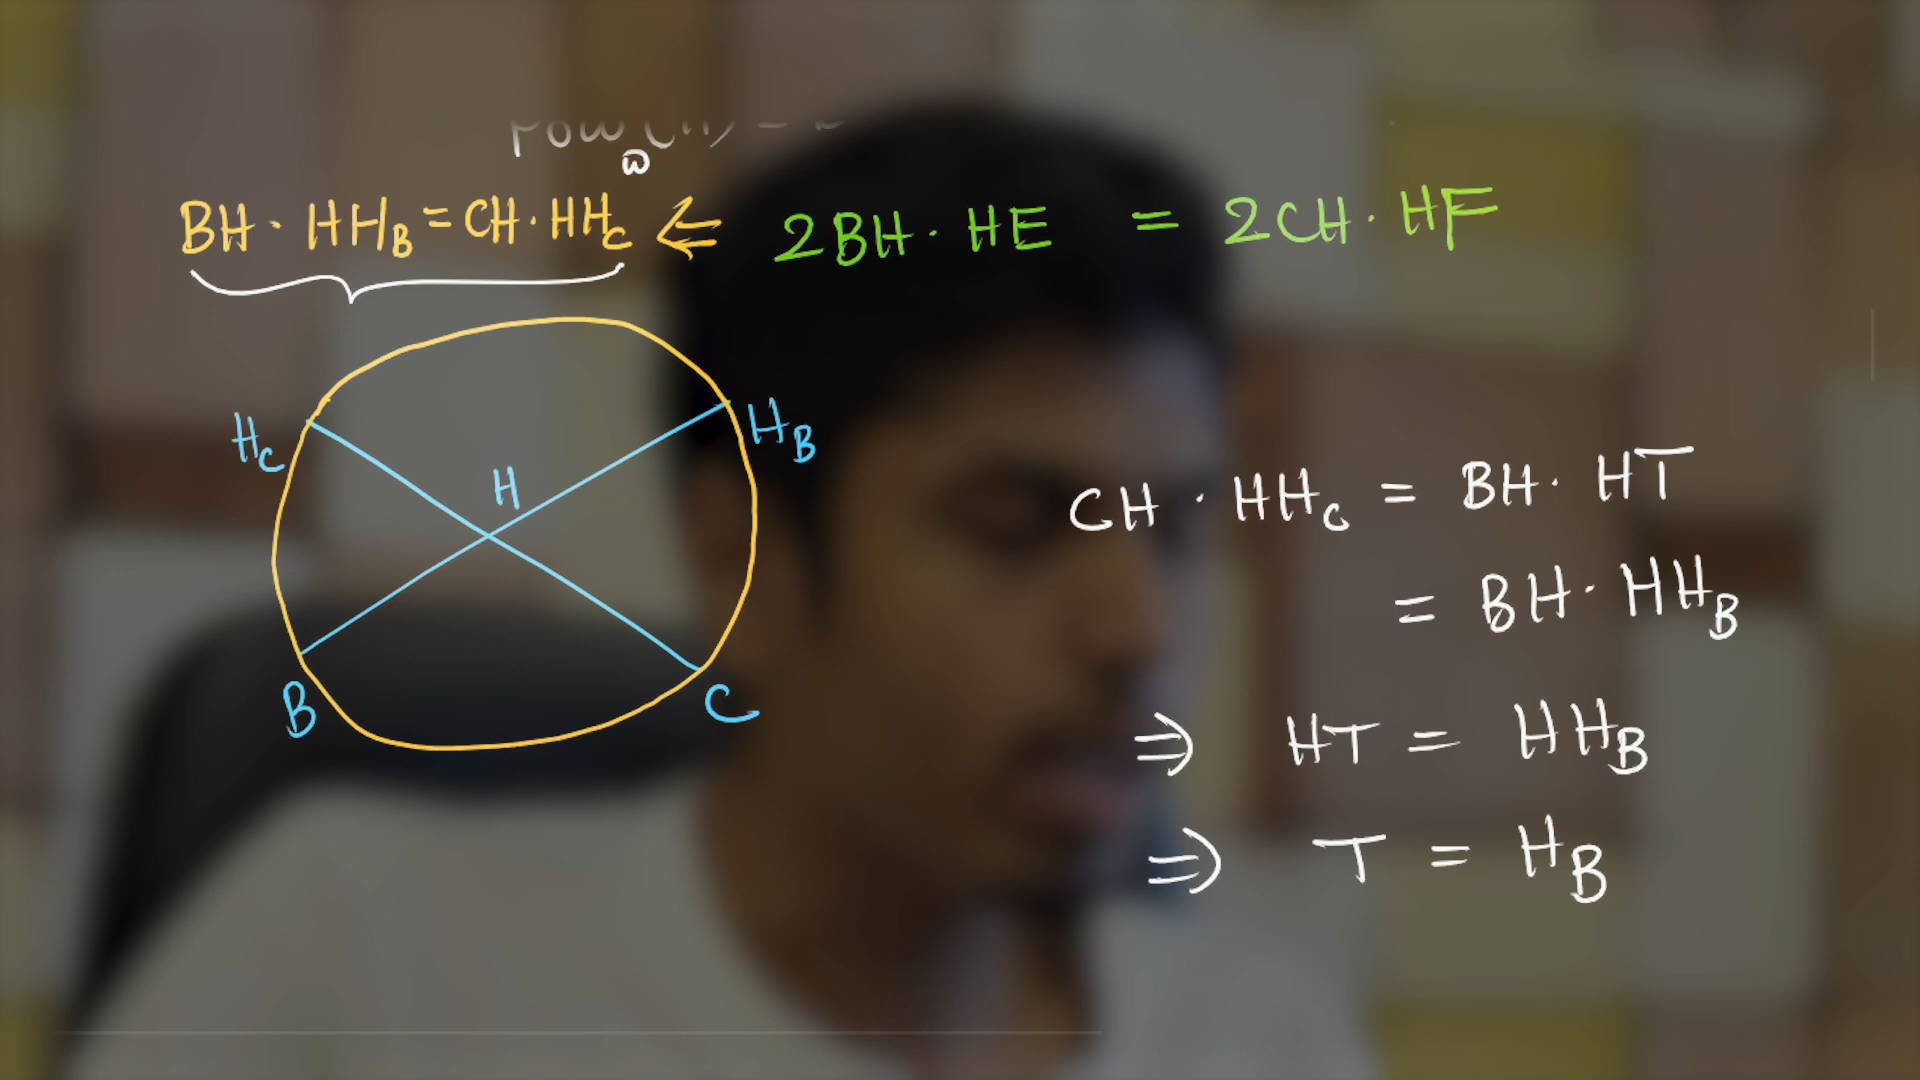 Pow_ω(H) =
BH · HH_B = CH · HH_C ⇐ 2BH · HE = 2CH · HF
H_C
H_B
H
B
C
CH · HH_C = BH · HT
= BH · HH_B
⇒ HT = HH_B
⇒ T = H_B